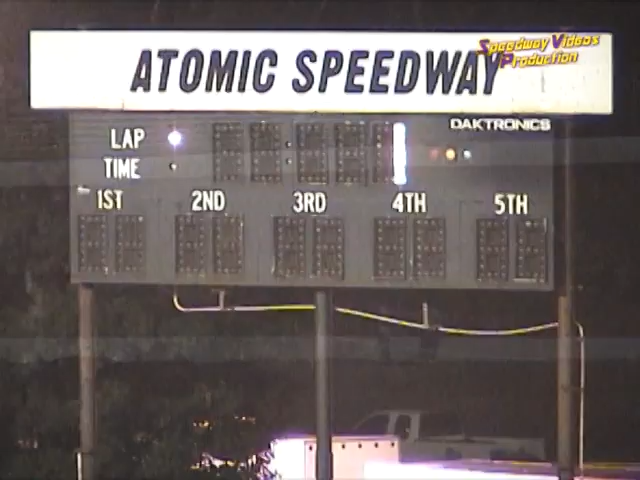 ATOMIC SPEEDWAY
Speedway Videos
Production
DAKTRONICS
LAP
TIME
1ST 2ND 3RD 4TH 5TH